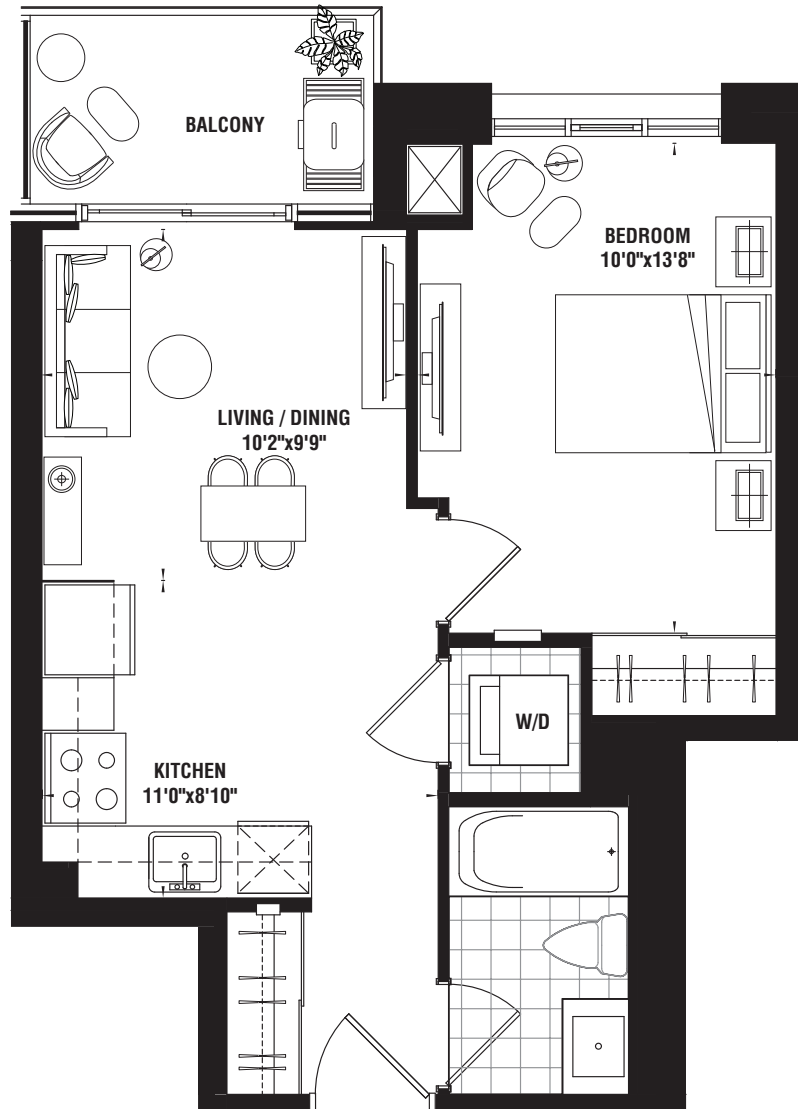 BALCONY
BEDROOM
10'0"x13'8"
LIVING / DINING
10'2"x9'9"
W/D
KITCHEN
11'0"x8'10"